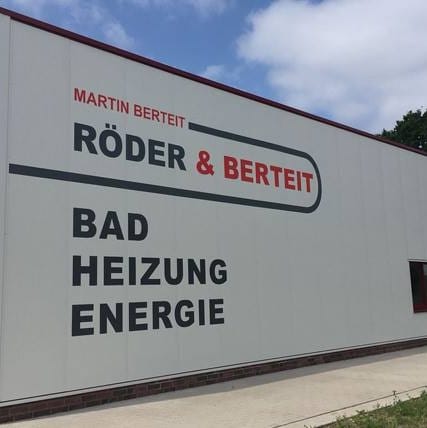 MARTIN BERTEIT
RÖDER & BERTEIT
BAD
HEIZUNG
ENERGIE